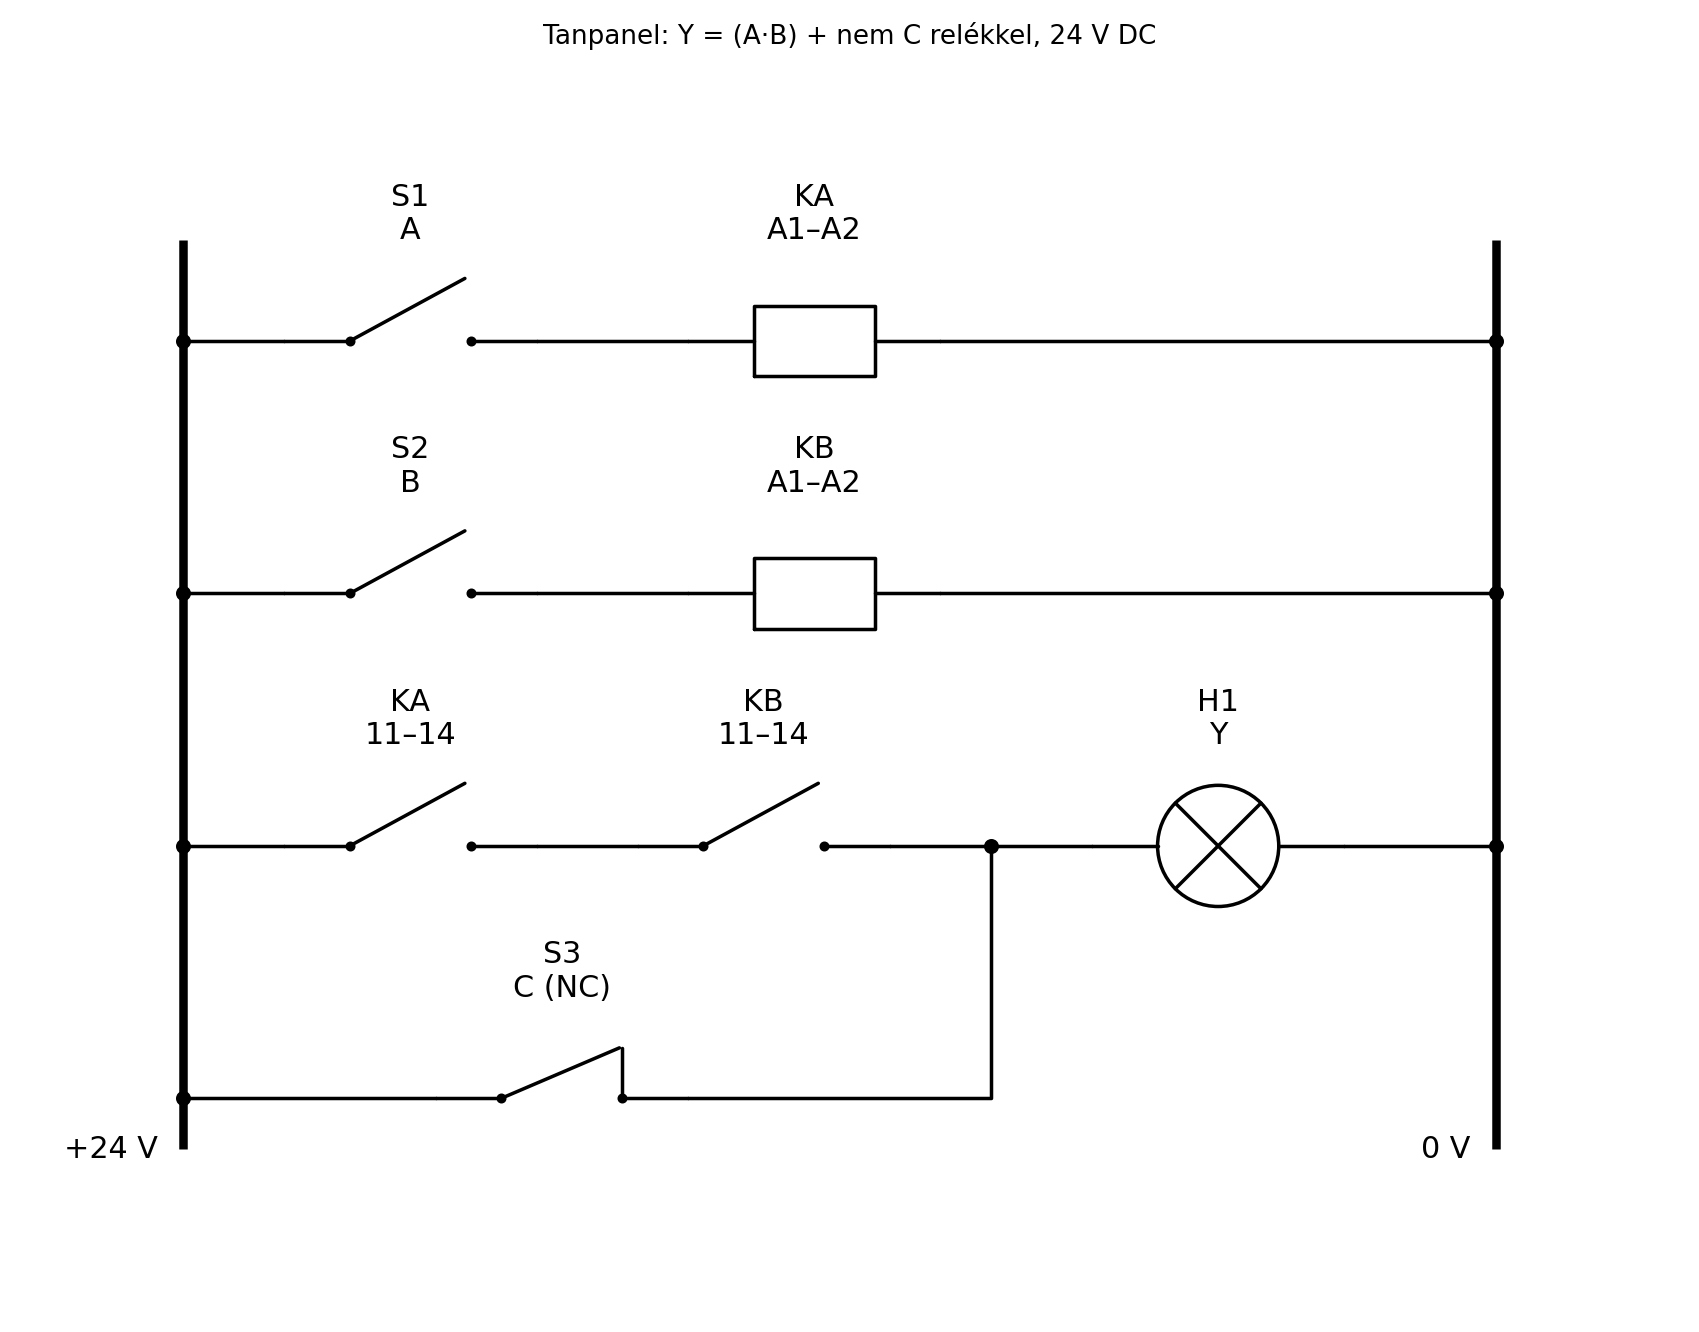 Tanpanel: Y = (A·B) + nem C relékkel, 24 V DC
S1
A
KA
A1–A2
S2
B
KB
A1–A2
KA
11–14
KB
11–14
H1
Y
S3
C (NC)
+24 V
0 V